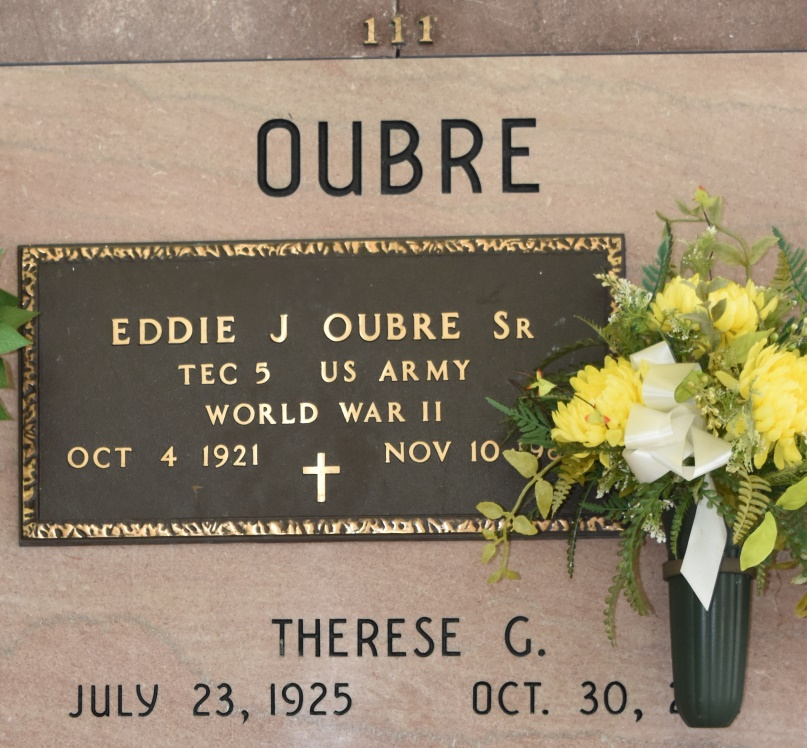 111
OUBRE
EDDIE J OUBRE SR
TEC 5 US ARMY
WORLD WAR II
OCT 4 1921 NOV 10
THERESE G.
JULY 23, 1925 OCT. 30,